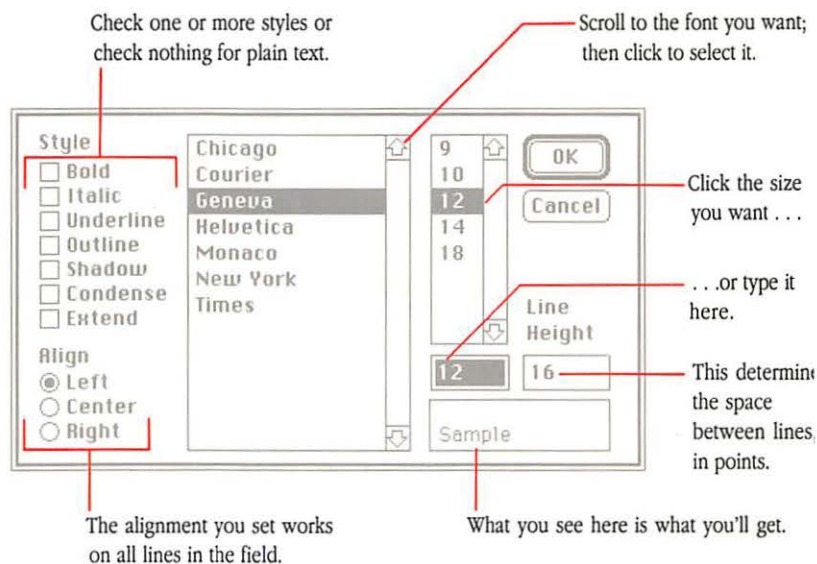 Check one or more styles or
check nothing for plain text.
Scroll to the font you want;
then click to select it.
Style
Bold
Italic
Underline
Outline
Shadow
Condense
Extend
Align
Left
Center
Right
Chicago
Courier
Geneva
Helvetica
Monaco
New York
Times
9
10
12
14
18
12
OK
Cancel
Line
Height
16
Sample
Click the size
you want . . .
. . .or type it
here.
This determin
the space
between lines,
in points.
The alignment you set works
on all lines in the field.
What you see here is what you'll get.